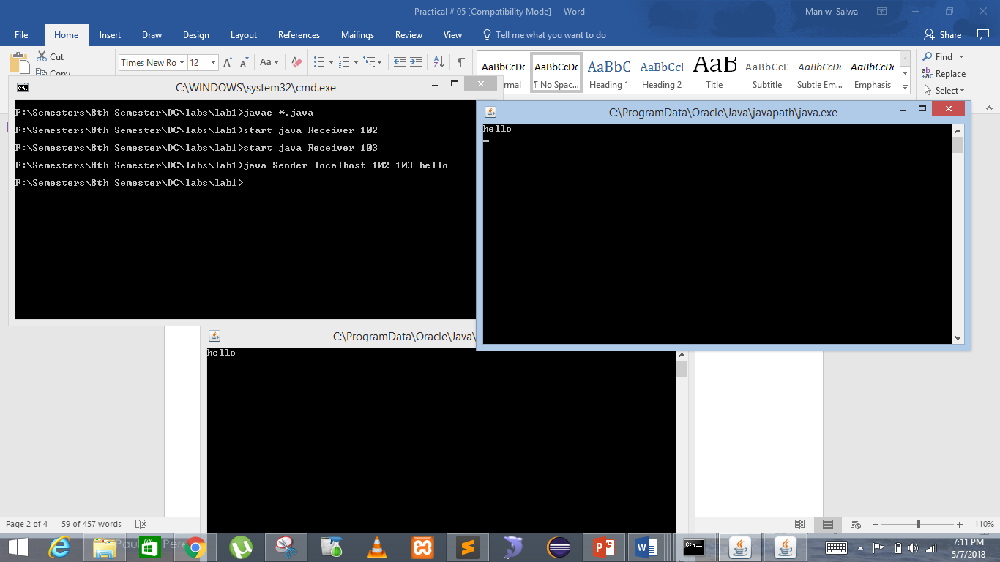 Practical # 05 [Compatibility Mode] - Word
Man w Salwa
File Home Insert Draw Design Layout References Mailings Review View Tell me what you want to do Share
Cut
Copy
Times New Ro 12 Aa
AaBbCcDc AaBbCcDc AaBbC AaBbCcI AaB AaBbCcD AaBbCcDc AaBbCcDc
rmal ¶ No Spac... Heading 1 Heading 2 Title Subtitle Subtle Em... Emphasis
Find
Replace
Select
C:\WINDOWS\system32\cmd.exe
F:\Semesters\8th Semester\DC\labs\lab1>javac *.java
F:\Semesters\8th Semester\DC\labs\lab1>start java Receiver 102
F:\Semesters\8th Semester\DC\labs\lab1>start java Receiver 103
F:\Semesters\8th Semester\DC\labs\lab1>java Sender localhost 102 103 hello
F:\Semesters\8th Semester\DC\labs\lab1>
C:\ProgramData\Oracle\Java\javapath\java.exe
hello
C:\ProgramData\Oracle\Java\
hello
Page 2 of 4 59 of 457 words 110%
7:11 PM
5/7/2018